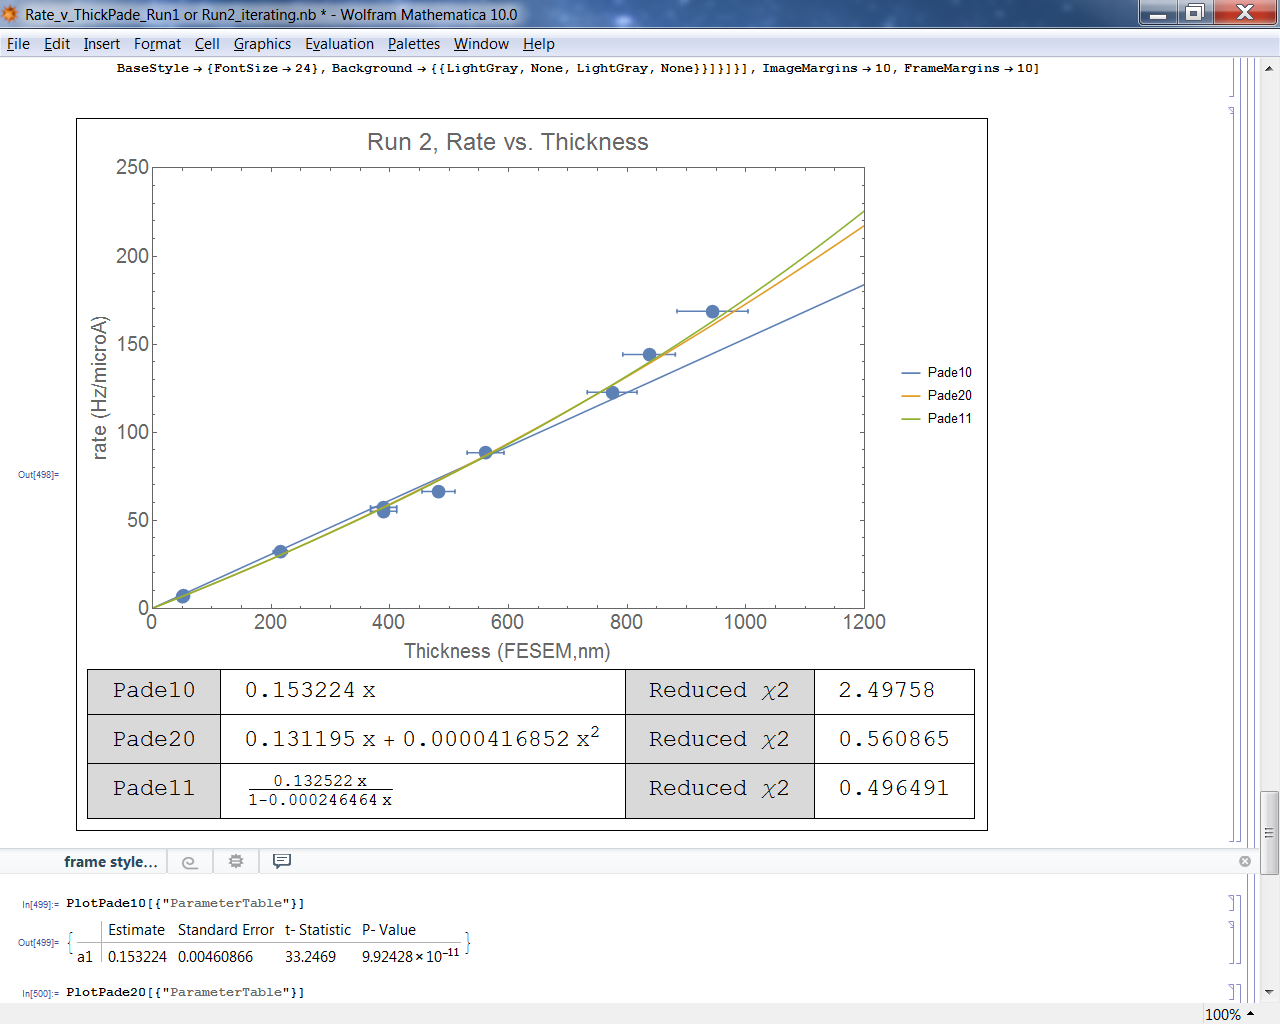 Rate_v_ThickPade_Run1 or Run2_iterating.nb * - Wolfram Mathematica 10.0
File Edit Insert Format Cell Graphics Evaluation Palettes Window Help
BaseStyle → {FontSize → 24}, Background → {{LightGray, None, LightGray, None}}]}]}], ImageMargins → 10, FrameMargins → 10]
Run 2, Rate vs. Thickness
250
200
150
100
50
0
rate (Hz/microA)
0 200 400 600 800 1000 1200
Thickness (FESEM,nm)
Pade10
Pade20
Pade11
Out[498]=
Pade10 0.153224 x Reduced χ2 2.49758
Pade20 0.131195 x + 0.0000416852 x² Reduced χ2 0.560865
Pade11 0.132522 x / 1-0.000246464 x Reduced χ2 0.496491
frame style...
In[499]:= PlotPade10[{"ParameterTable"}]
Out[499]= { Estimate Standard Error t- Statistic P- Value }
a1 0.153224 0.00460866 33.2469 9.92428×10⁻¹¹
In[500]:= PlotPade20[{"ParameterTable"}]
100%